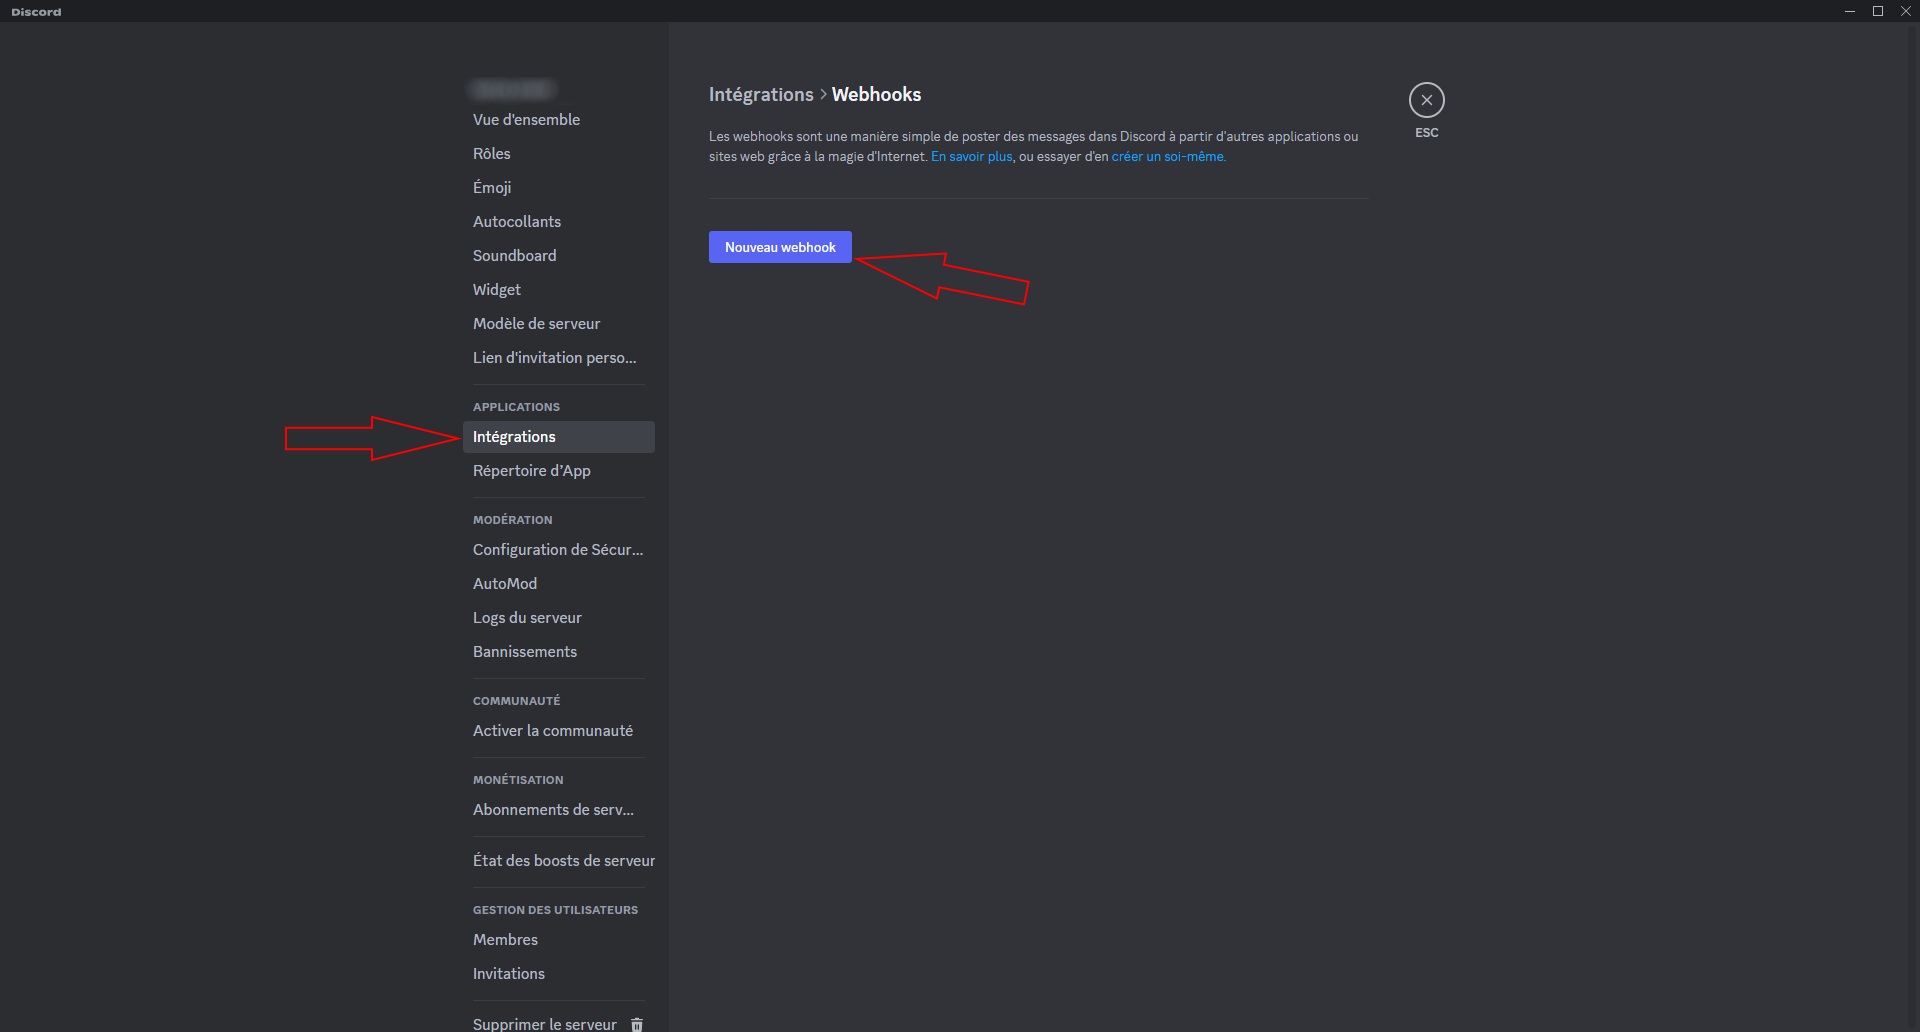 Discord
Vue d'ensemble
Rôles
Émoji
Autocollants
Soundboard
Widget
Modèle de serveur
Lien d'invitation perso...
APPLICATIONS
Intégrations
Répertoire d’App
MODÉRATION
Configuration de Sécur...
AutoMod
Logs du serveur
Bannissements
COMMUNAUTÉ
Activer la communauté
MONÉTISATION
Abonnements de serv...
État des boosts de serveur
GESTION DES UTILISATEURS
Membres
Invitations
Supprimer le serveur
Intégrations > Webhooks
Les webhooks sont une manière simple de poster des messages dans Discord à partir d'autres applications ou
sites web grâce à la magie d'Internet. En savoir plus, ou essayer d'en créer un soi-même.
Nouveau webhook
ESC